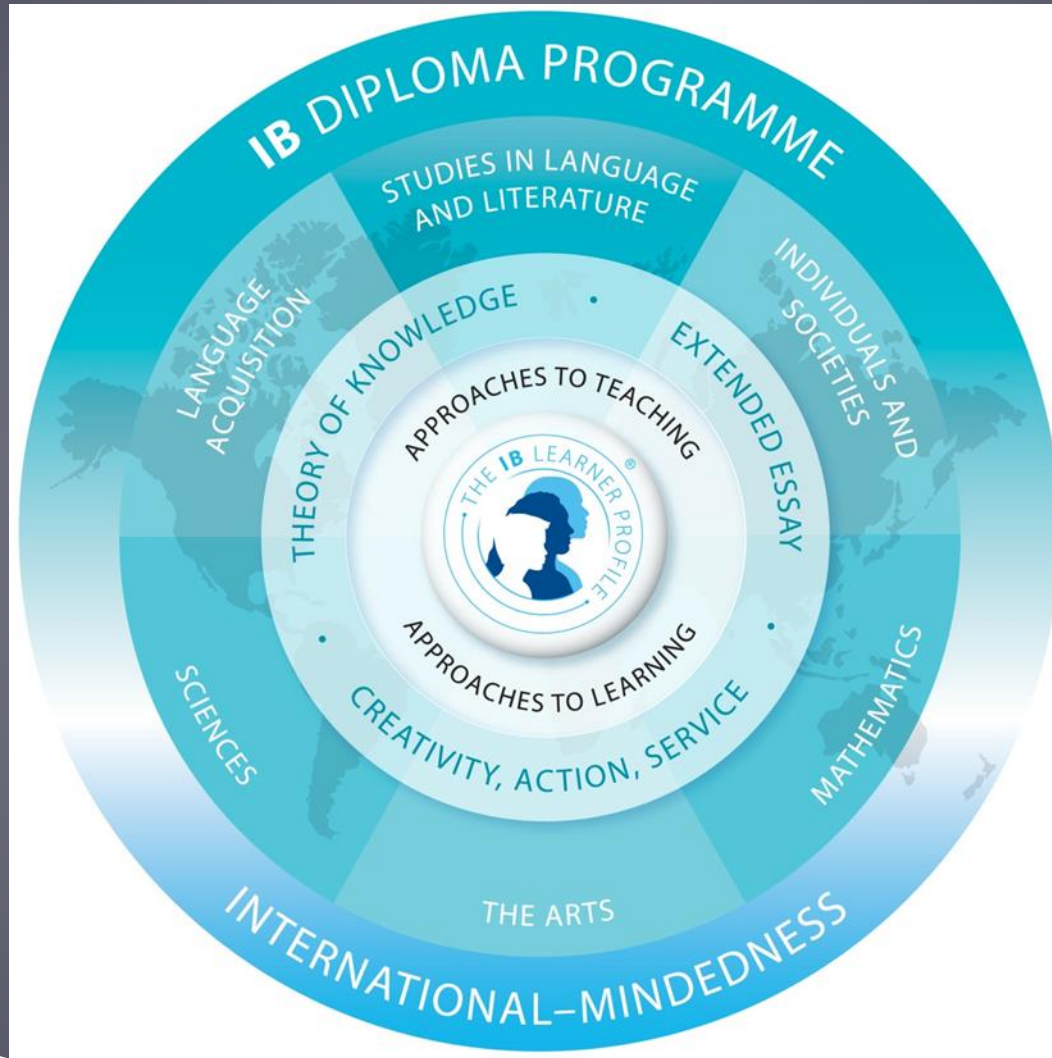 IB DIPLOMA PROGRAMME
STUDIES IN LANGUAGE
AND LITERATURE
LANGUAGE
ACQUISITION
INDIVIDUALS AND
SOCIETIES
THEORY OF KNOWLEDGE
EXTENDED ESSAY
APPROACHES TO TEACHING
THE IB LEARNER PROFILE ®
APPROACHES TO LEARNING
CREATIVITY, ACTION, SERVICE
SCIENCES
MATHEMATICS
THE ARTS
INTERNATIONAL–MINDEDNESS